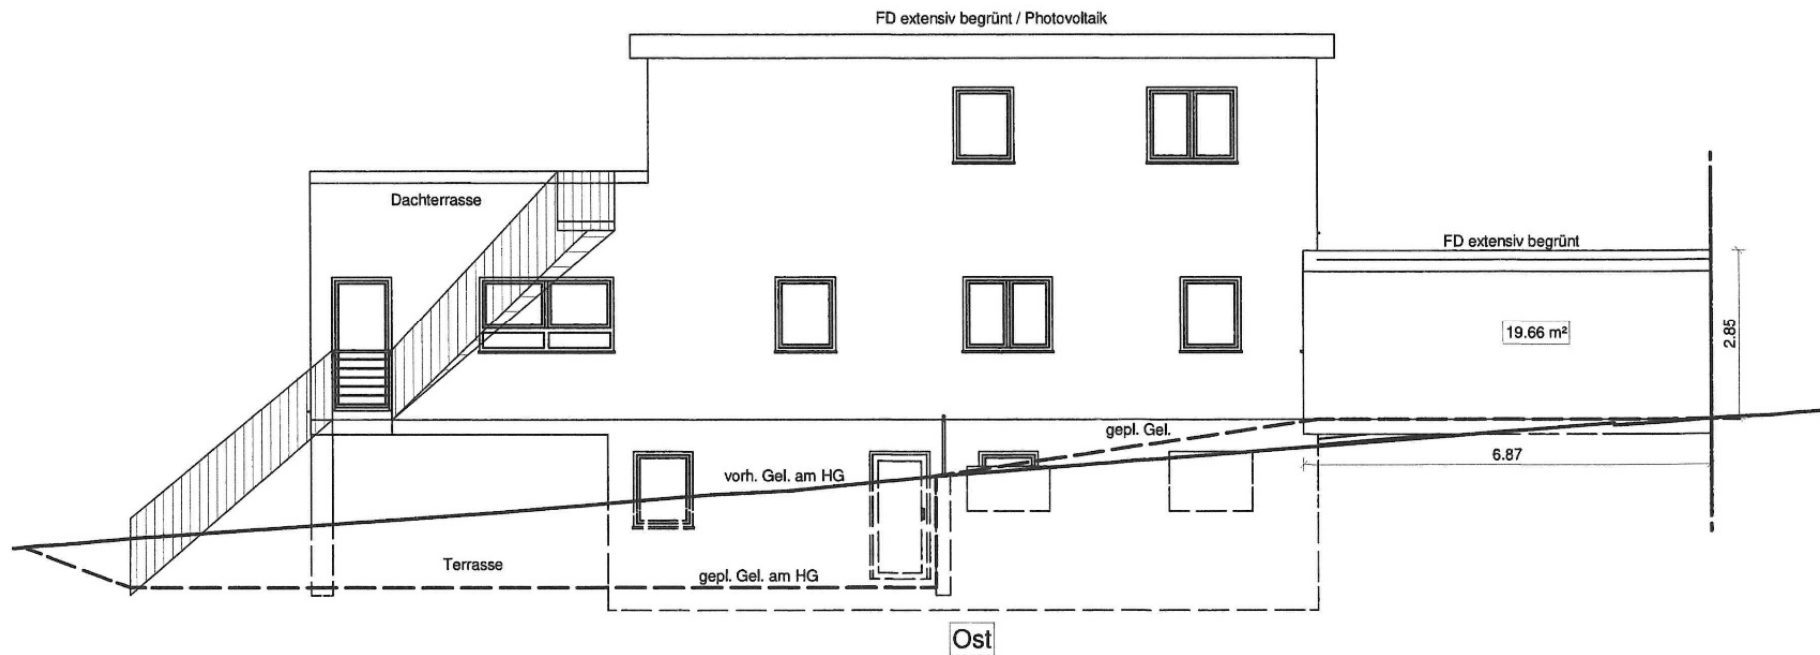 FD extensiv begrünt / Photovoltaik
Dachterrasse
FD extensiv begrünt
19.66 m²
2.85
gepl. Gel.
6.87
vorh. Gel. am HG
Terrasse
gepl. Gel. am HG
Ost